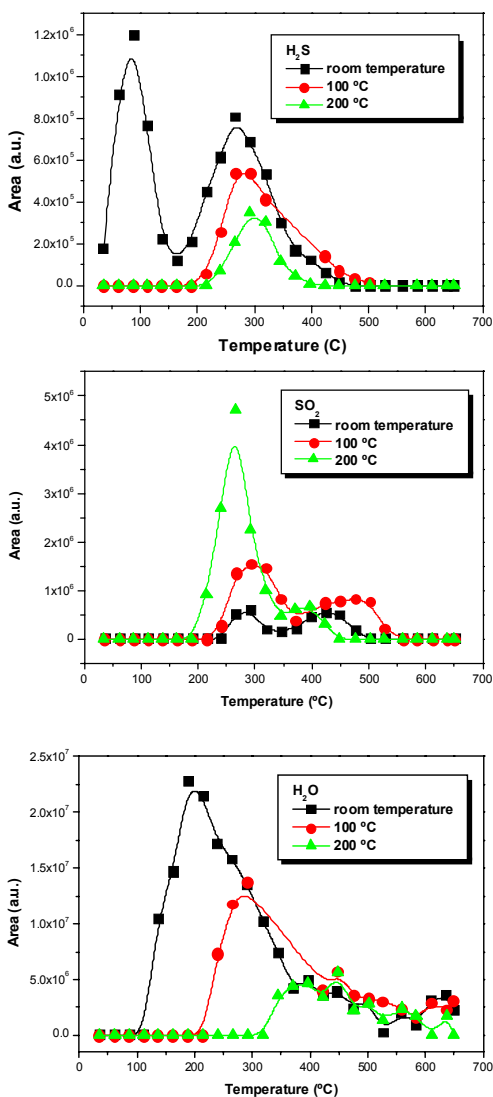 1.2x10⁶
H₂S
room temperature
100 ºC
200 ºC
1.0x10⁶
8.0x10⁵
6.0x10⁵
4.0x10⁵
2.0x10⁵
0.0
Area (a.u.)
0 100 200 300 400 500 600 700
Temperature (C)
5x10⁶
SO₂
room temperature
100 ºC
200 ºC
4x10⁶
3x10⁶
2x10⁶
1x10⁶
0
Area (a.u.)
0 100 200 300 400 500 600 700
Temperature (ºC)
2.5x10⁷
H₂O
room temperature
100 ºC
200 ºC
2.0x10⁷
1.5x10⁷
1.0x10⁷
5.0x10⁶
0.0
Area (a.u.)
0 100 200 300 400 500 600 700
Temperature (ºC)